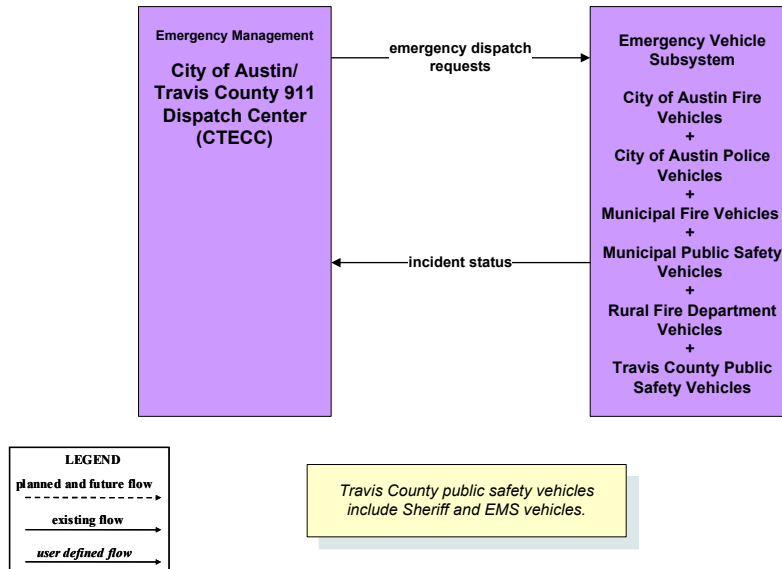 Emergency Management
City of Austin/
Travis County 911
Dispatch Center
(CTECC)
emergency dispatch
requests
incident status
Emergency Vehicle
Subsystem
City of Austin Fire
Vehicles
+
City of Austin Police
Vehicles
+
Municipal Fire Vehicles
+
Municipal Public Safety
Vehicles
+
Rural Fire Department
Vehicles
+
Travis County Public
Safety Vehicles
LEGEND
planned and future flow
existing flow
user defined flow
Travis County public safety vehicles
include Sheriff and EMS vehicles.